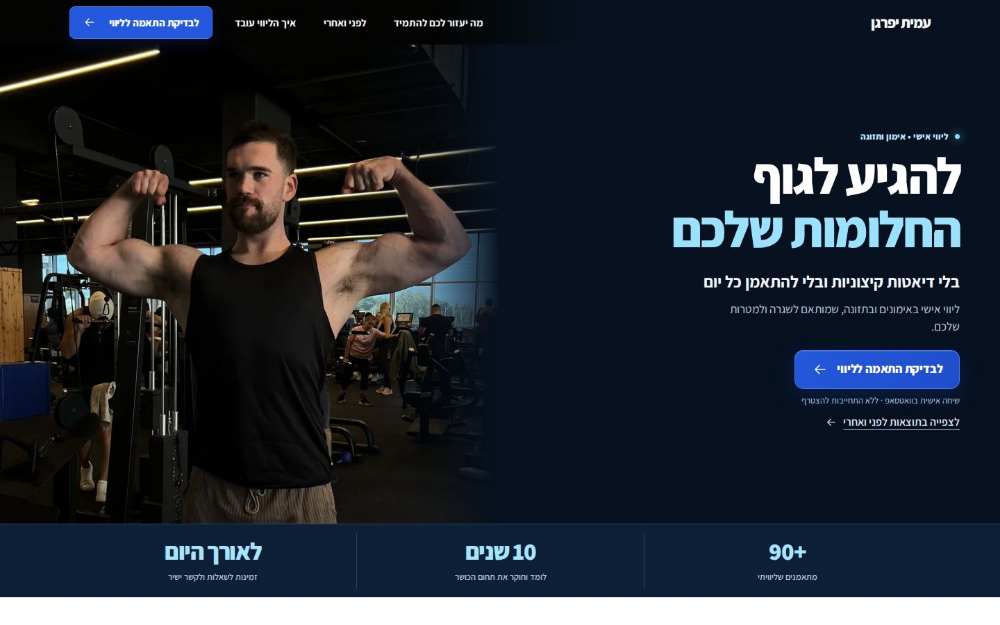 עמית יפרגן
מה יעזור לכם להתמיד
לפני ואחרי
איך הליווי עובד
לבדיקת התאמה לליווי ←
ליווי אישי • אימון ותזונה
להגיע לגוף
החלומות שלכם
בלי דיאטות קיצוניות ובלי להתאמן כל יום
ליווי אישי באימונים ובתזונה, שמותאם לשגרה ולמטרות
שלכם.
לבדיקת התאמה לליווי ←
שיחה אישית בוואטסאפ · ללא התחייבות להצטרף
לצפייה בתוצאות לפני ואחרי ←
90+
מתאמנים שליוויתי
10 שנים
לומד וחוקר את תחום הכושר
לאורך היום
זמינות לשאלות ולקשר ישיר